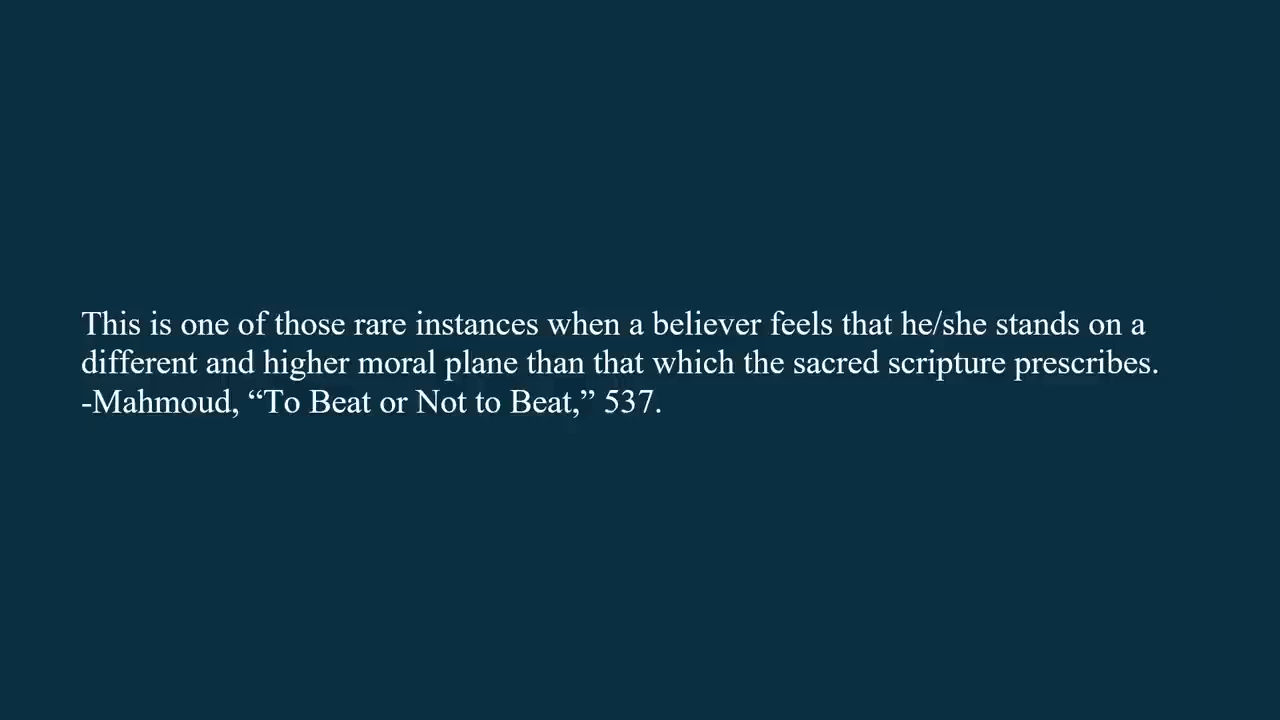 This is one of those rare instances when a believer feels that he/she stands on a
different and higher moral plane than that which the sacred scripture prescribes.
-Mahmoud, “To Beat or Not to Beat,” 537.